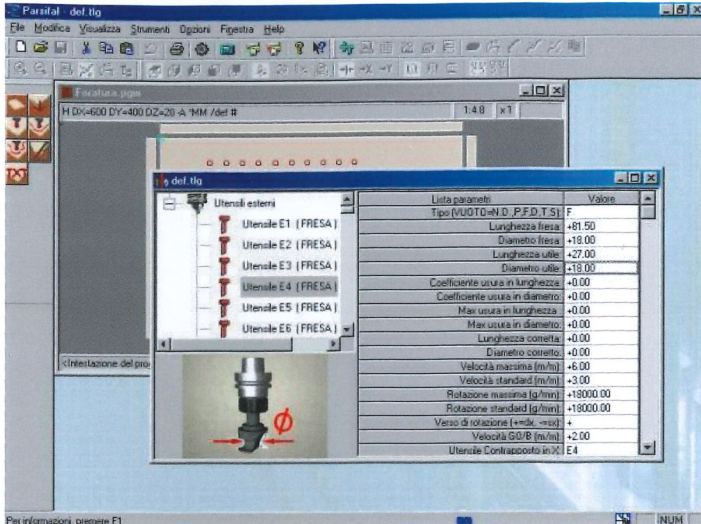 Parsifal - def.tlg
File Modifica Visualizza Strumenti Opzioni Finestra Help
Foratura.pgm
H DX=600 DY=400 DZ=20 -A *MM /def #
1:4.8 x1
def.tlg
Utensili esterni
Utensile E1 ( FRESA )
Utensile E2 ( FRESA )
Utensile E3 ( FRESA )
Utensile E4 ( FRESA )
Utensile E5 ( FRESA )
Utensile E6 ( FRESA )
Lista parametri Valore
Tipo (VUOTO=N.D.,P,F,D,T,S): F
Lunghezza fresa: +81.50
Diametro fresa: +18.00
Lunghezza utile: +27.00
Diametro utile: +18.00
Coefficiente usura in lunghezza: +0.00
Coefficiente usura in diametro: +0.00
Max usura in lunghezza: +0.00
Max usura in diametro: +0.00
Lunghezza corretta: +0.00
Diametro corretto: +0.00
Velocità massima (m/m): +6.00
Velocità standard (m/m): +3.00
Rotazione massima (g/min): +18000.00
Rotazione standard (g/min): +18000.00
Verso di rotazione (+=dx, -=sx): +
Velocità G0/B (m/m): +2.00
Utensile Contrapposto in X: E4
<Intestazione del pro
Φ
Per informazioni, premere F1
NUM